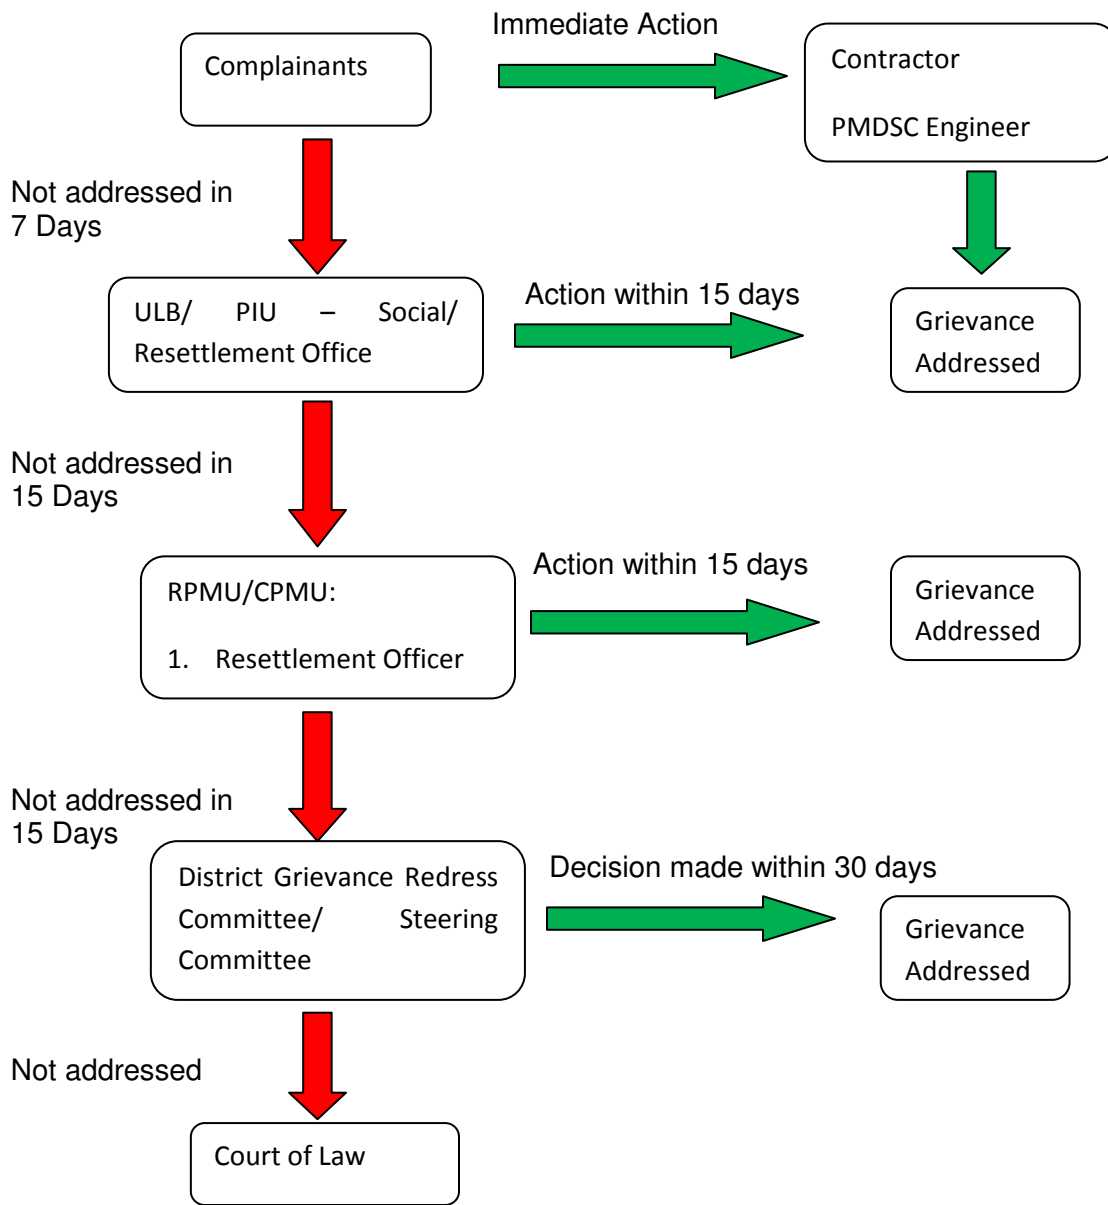 Immediate Action
Complainants
Contractor
PMDSC Engineer
Not addressed in
7 Days
ULB/ PIU – Social/
Resettlement Office
Action within 15 days
Grievance
Addressed
Not addressed in
15 Days
RPMU/CPMU:
1. Resettlement Officer
Action within 15 days
Grievance
Addressed
Not addressed in
15 Days
District Grievance Redress
Committee/ Steering
Committee
Decision made within 30 days
Grievance
Addressed
Not addressed
Court of Law